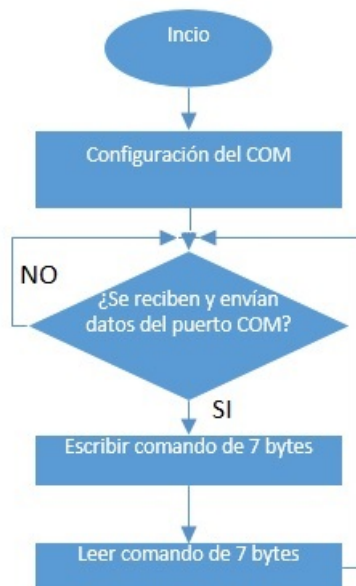 Incio
Configuración del COM
NO
¿Se reciben y envían
datos del puerto COM?
SI
Escribir comando de 7 bytes
Leer comando de 7 bytes